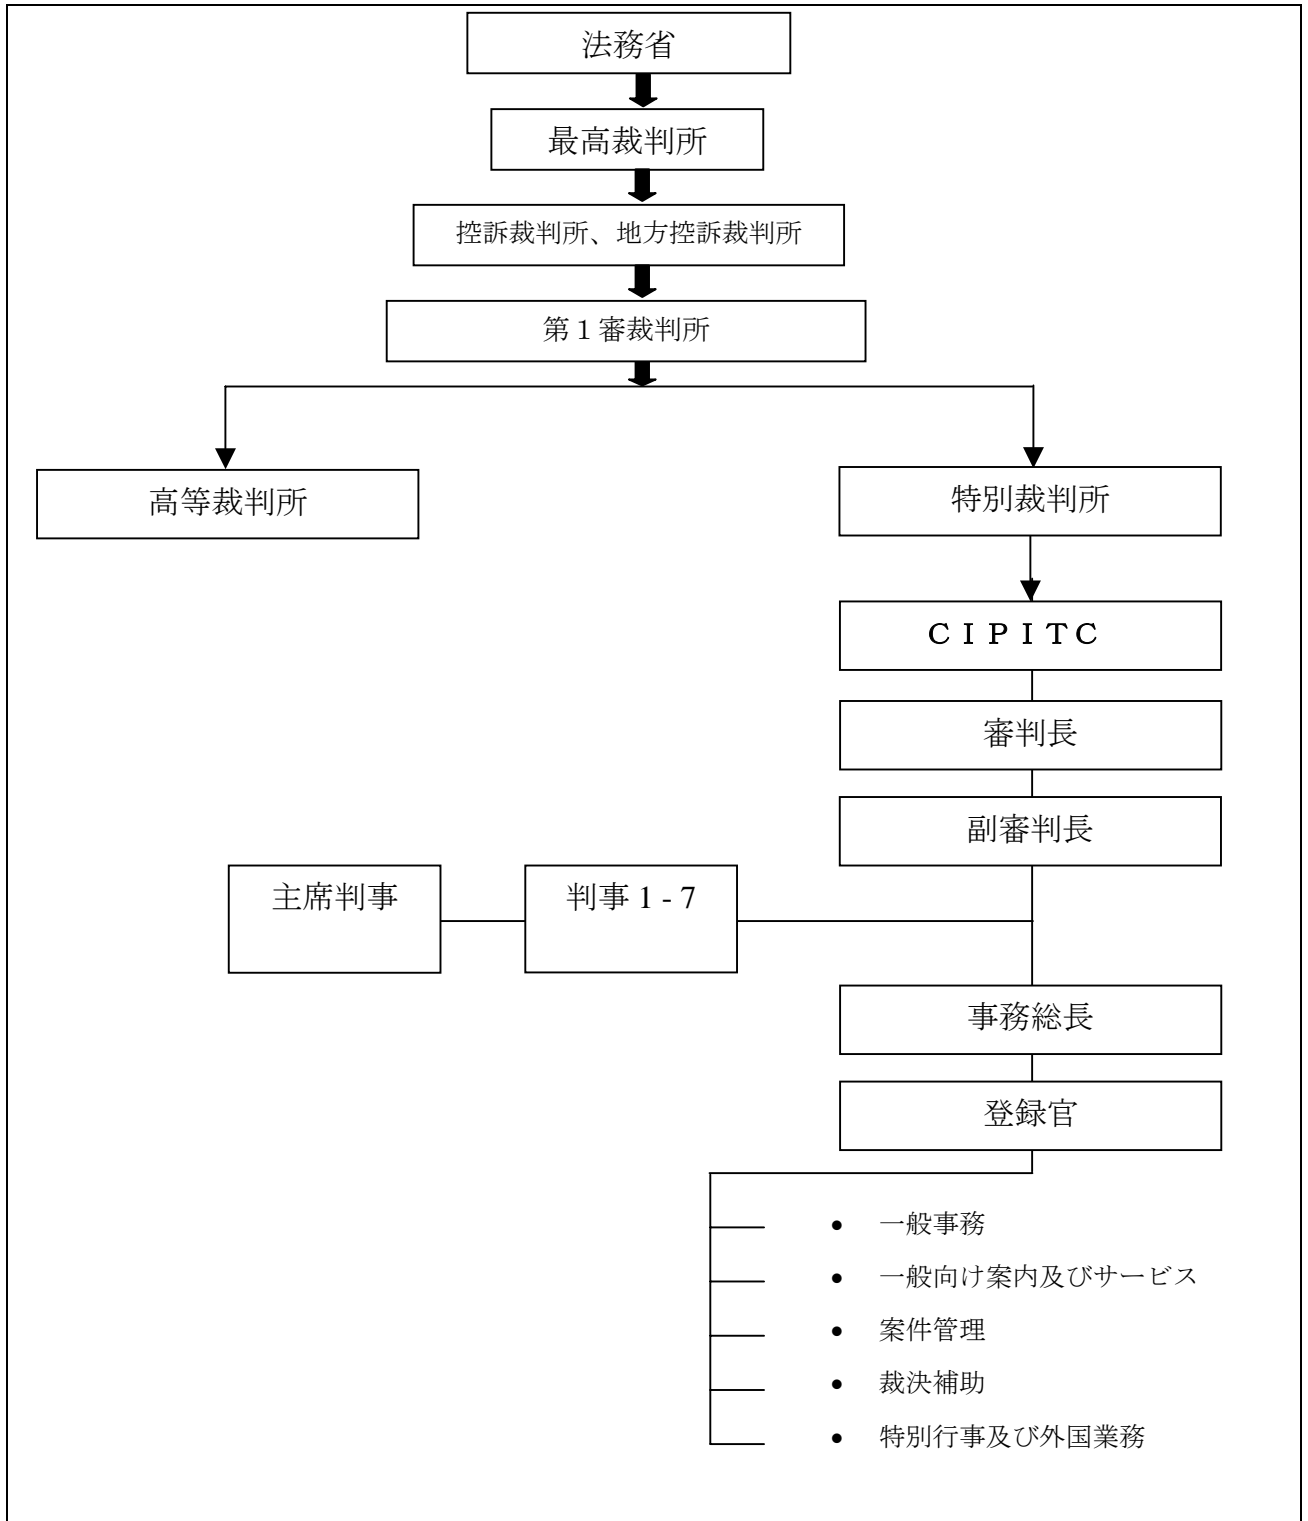 法務省
最高裁判所
控訴裁判所、地方控訴裁判所
第１審裁判所
高等裁判所
特別裁判所
ＣＩＰＩＴＣ
審判長
副審判長
主席判事
判事 1 - 7
事務総長
登録官
• 一般事務
• 一般向け案内及びサービス
• 案件管理
• 裁決補助
• 特別行事及び外国業務